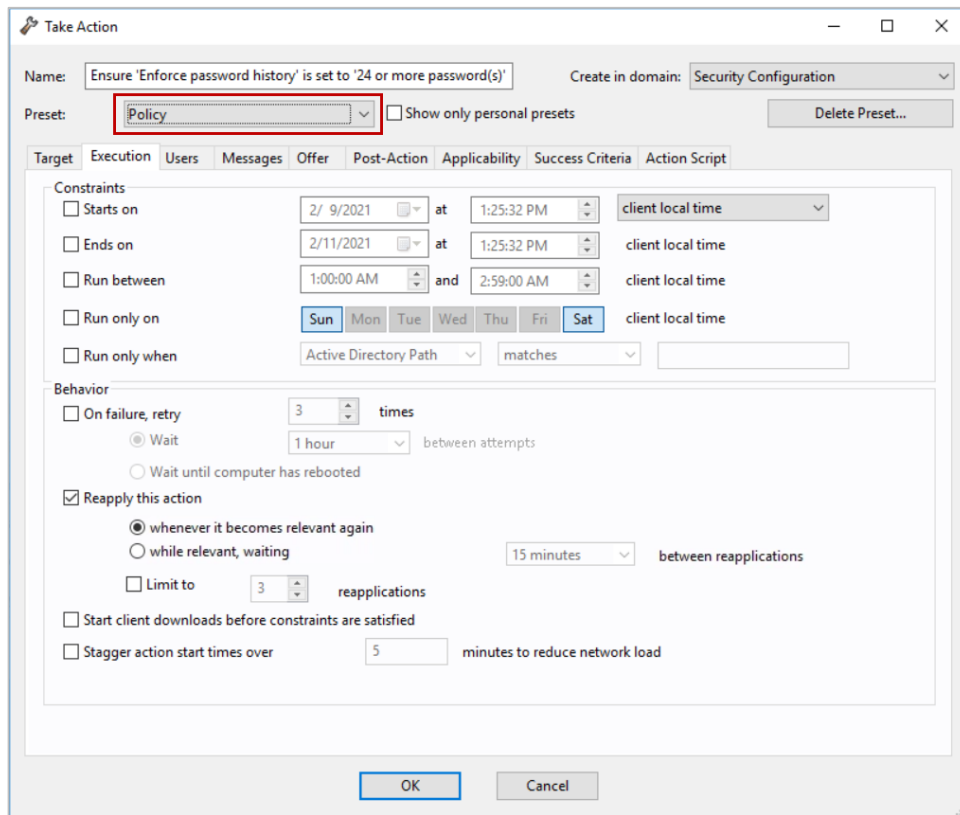 Take Action
Name: Ensure 'Enforce password history' is set to '24 or more password(s)' Create in domain: Security Configuration
Preset: Policy Show only personal presets Delete Preset...
Target Execution Users Messages Offer Post-Action Applicability Success Criteria Action Script
Constraints
Starts on 2/ 9/2021 at 1:25:32 PM client local time
Ends on 2/11/2021 at 1:25:32 PM client local time
Run between 1:00:00 AM and 2:59:00 AM client local time
Run only on Sun Mon Tue Wed Thu Fri Sat client local time
Run only when Active Directory Path matches
Behavior
On failure, retry 3 times
Wait 1 hour between attempts
Wait until computer has rebooted
Reapply this action
whenever it becomes relevant again
while relevant, waiting 15 minutes between reapplications
Limit to 3 reapplications
Start client downloads before constraints are satisfied
Stagger action start times over 5 minutes to reduce network load
OK Cancel